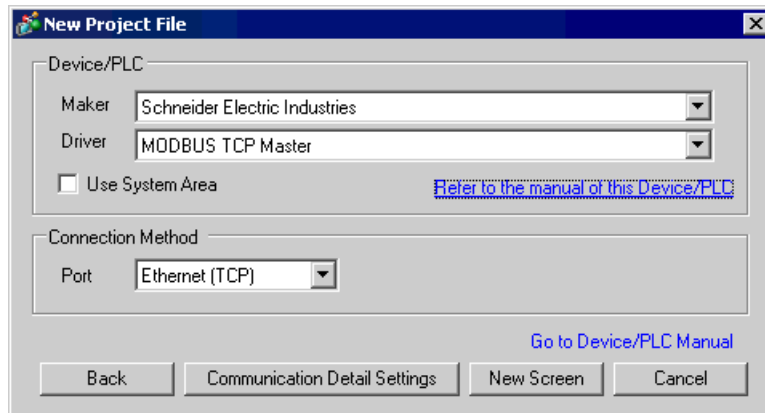 New Project File
Device/PLC
Maker Schneider Electric Industries
Driver MODBUS TCP Master
Use System Area Refer to the manual of this Device/PLC
Connection Method
Port Ethernet (TCP)
Go to Device/PLC Manual
Back Communication Detail Settings New Screen Cancel